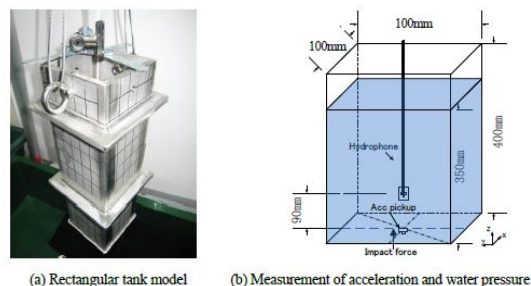 100mm
100mm
400mm
350mm
Hydrophone
90mm
Acc pickup
Impact force
z
Y
X
(a) Rectangular tank model
(b) Measurement of acceleration and water pressure